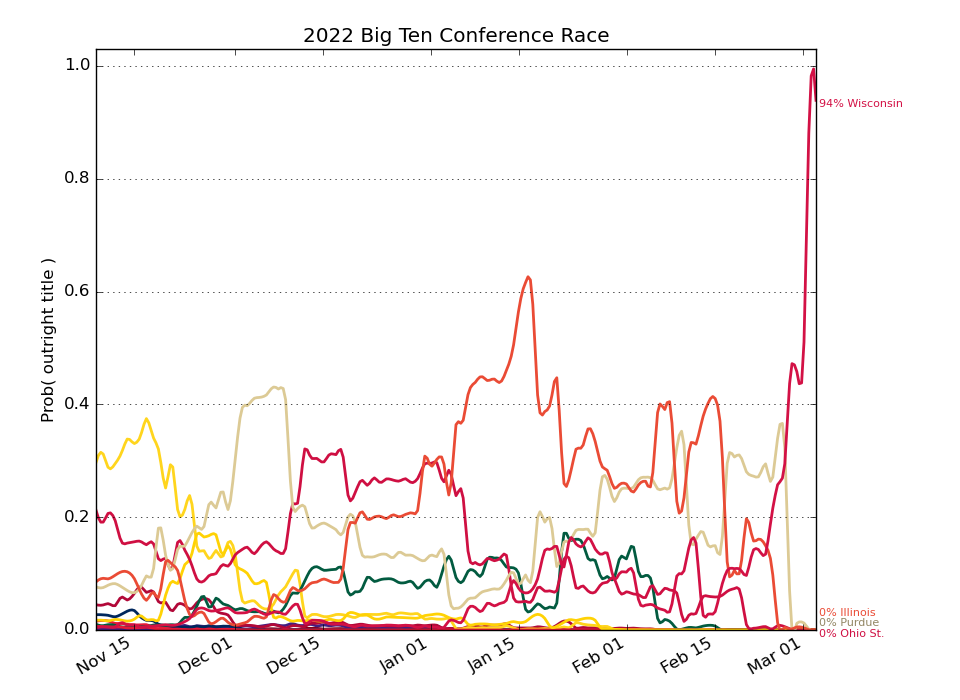 2022 Big Ten Conference Race
Prob( outright title )
1.0
0.8
0.6
0.4
0.2
0.0
94% Wisconsin
0% Illinois
0% Purdue
0% Ohio St.
Nov 15
Dec 01
Dec 15
Jan 01
Jan 15
Feb 01
Feb 15
Mar 01